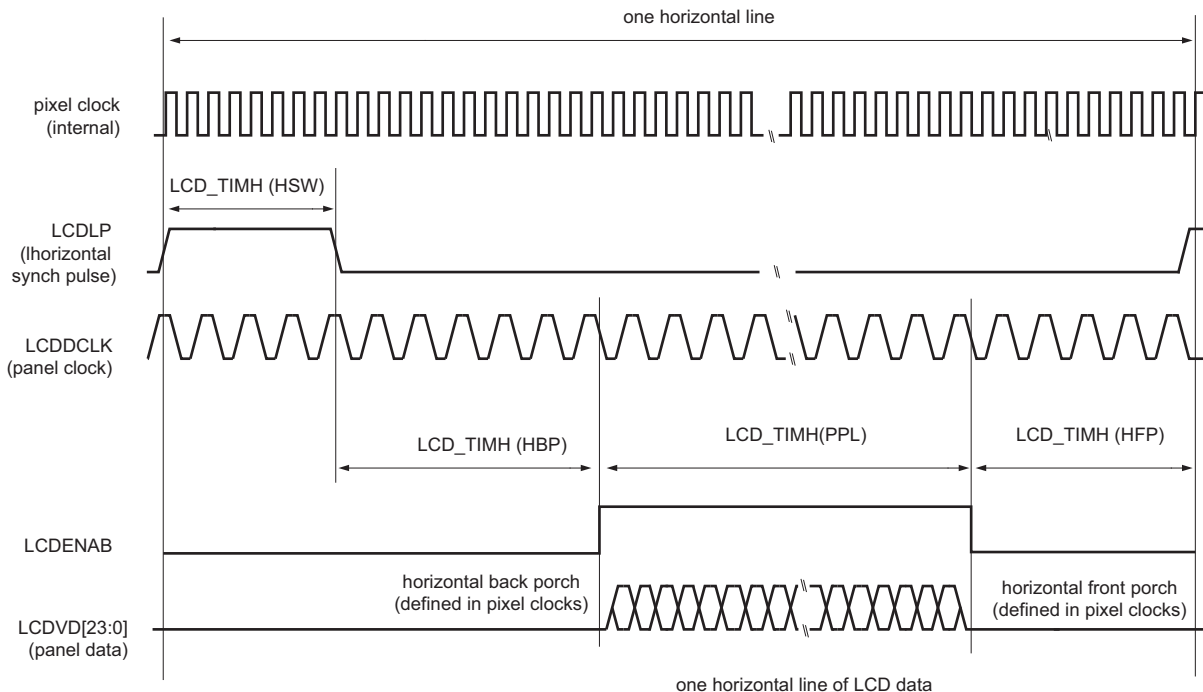 one horizontal line
pixel clock
(internal)
LCD_TIMH (HSW)
LCDLP
(lhorizontal
synch pulse)
LCDDCLK
(panel clock)
LCD_TIMH (HBP)
LCD_TIMH(PPL)
LCD_TIMH (HFP)
LCDENAB
horizontal back porch
(defined in pixel clocks)
horizontal front porch
(defined in pixel clocks)
LCDVD[23:0]
(panel data)
one horizontal line of LCD data